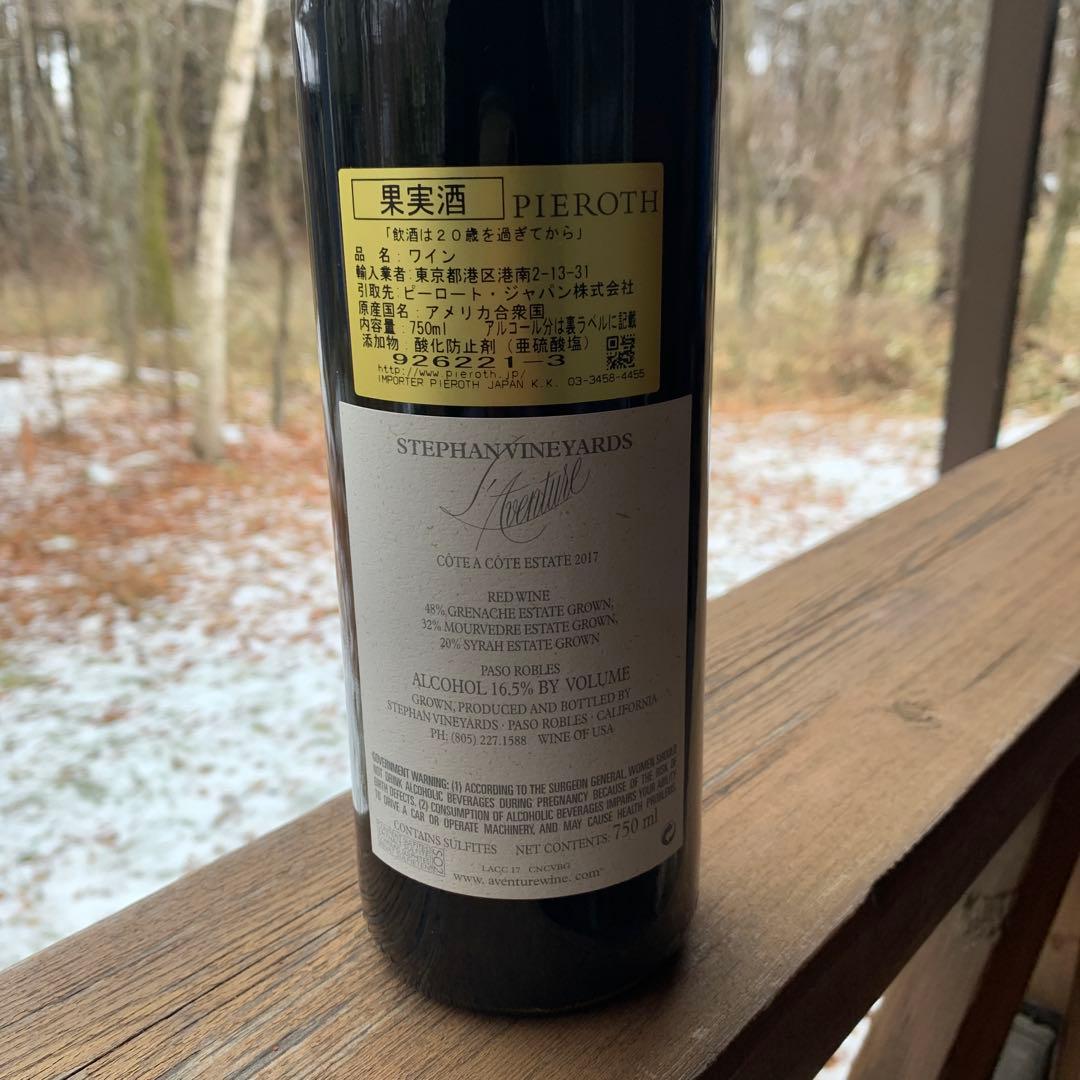 果実酒 PIEROTH
「飲酒は20歳を過ぎてから」
品 名:ワイン
輸入業者:東京都港区港南2-13-31
引取先:ピーロート・ジャパン株式会社
原産国名:アメリカ合衆国
内容量:750ml アルコール分は裏ラベルに記載
添加物:酸化防止剤(亜硫酸塩)
926221-3
http://www.pieroth.jp/
IMPORTER PIEROTH JAPAN K.K. 03-3458-4455
STEPHAN VINEYARDS
L'Aventure
CÔTE A CÔTE ESTATE 2017
RED WINE
48% GRENACHE ESTATE GROWN,
32% MOURVEDRE ESTATE GROWN,
20% SYRAH ESTATE GROWN
PASO ROBLES
ALCOHOL 16.5% BY VOLUME
GROWN, PRODUCED AND BOTTLED BY
STEPHAN VINEYARDS · PASO ROBLES · CALIFORNIA
PH; (805) 227.1588 WINE OF USA
GOVERNMENT WARNING: (1) ACCORDING TO THE SURGEON GENERAL, WOMEN SHOULD
NOT DRINK ALCOHOLIC BEVERAGES DURING PREGNANCY BECAUSE OF THE RISK OF
BIRTH DEFECTS. (2) CONSUMPTION OF ALCOHOLIC BEVERAGES IMPAIRS YOUR ABILITY
TO DRIVE A CAR OR OPERATE MACHINERY, AND MAY CAUSE HEALTH PROBLEMS.
CONTAINS SULFITES NET CONTENTS: 750 ml
LACC 17 CNCVBG
www.aventurewine.com